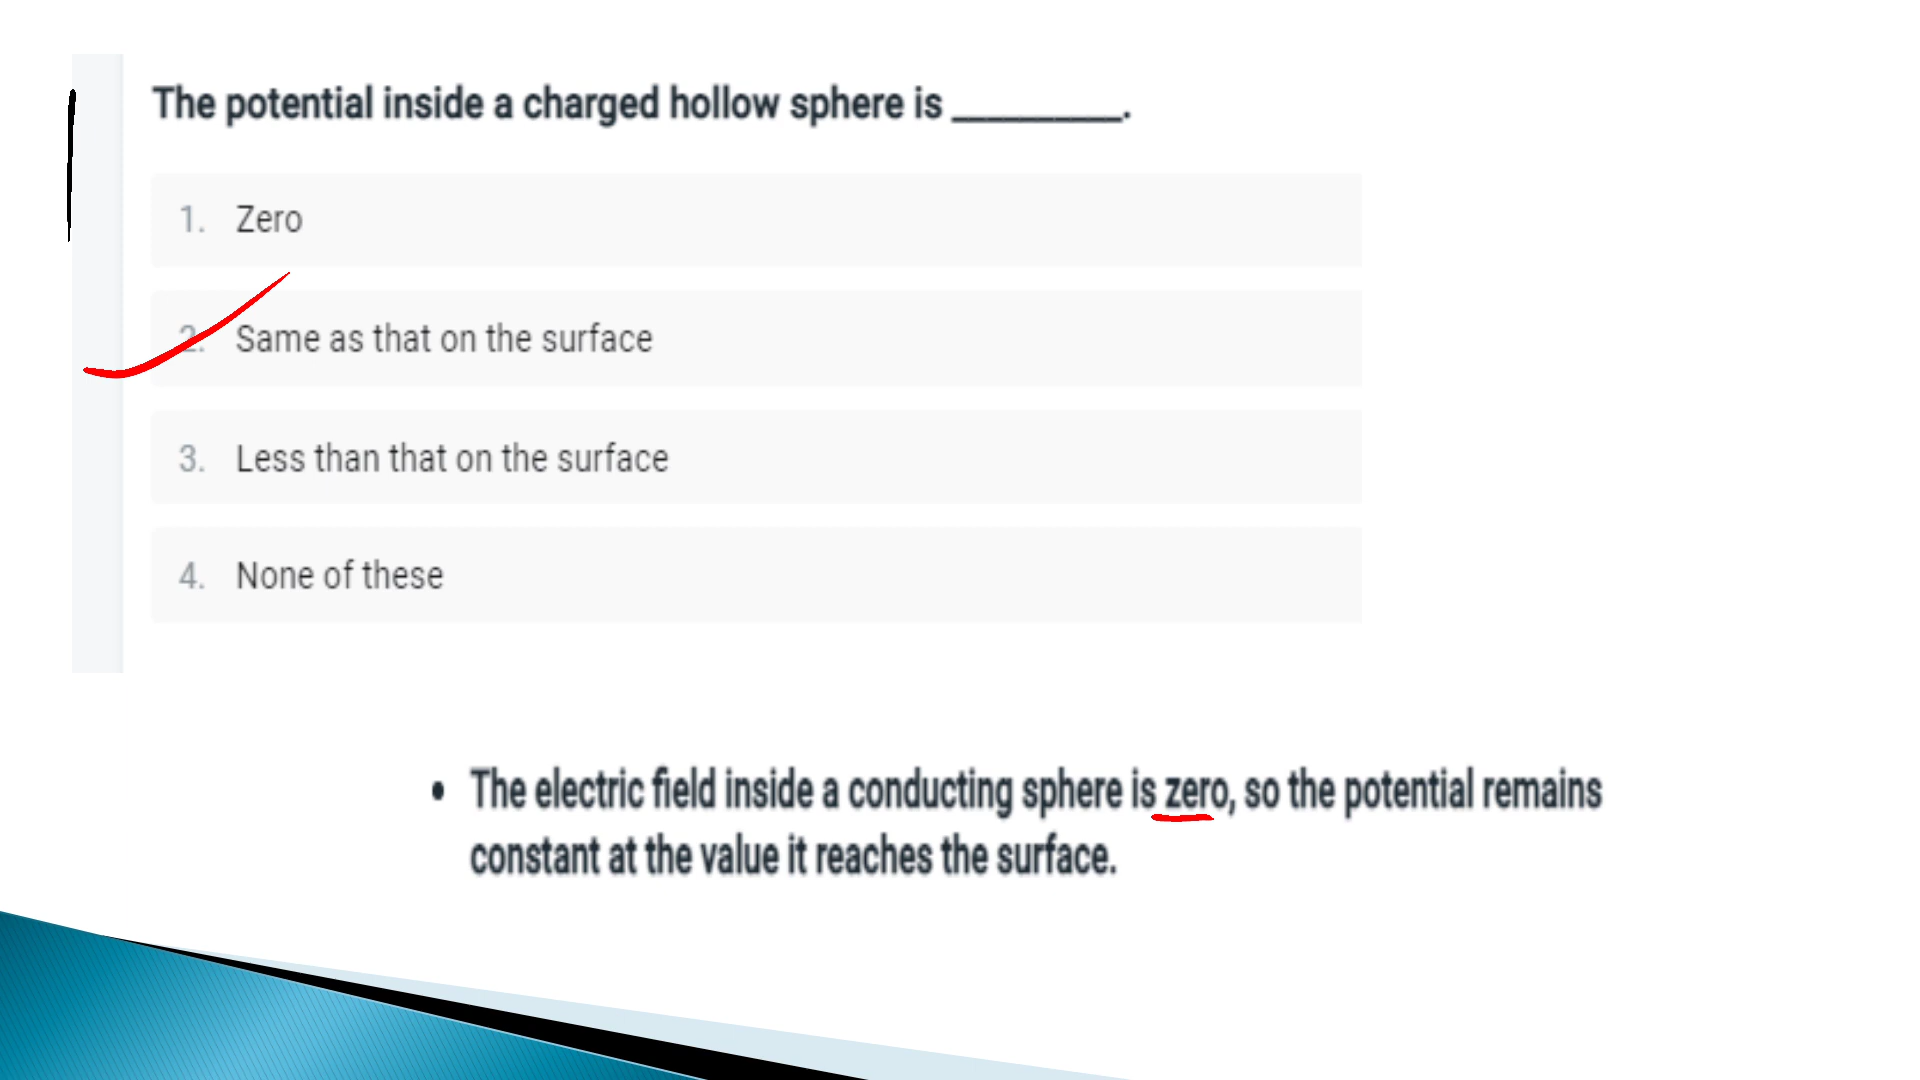 The potential inside a charged hollow sphere is __________.
1. Zero
2. Same as that on the surface
3. Less than that on the surface
4. None of these
• The electric field inside a conducting sphere is zero, so the potential remains
constant at the value it reaches the surface.